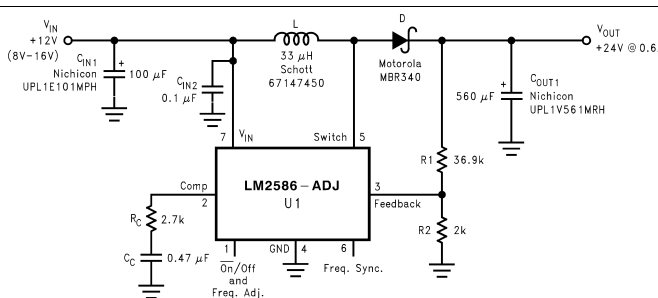 V_IN
+12V
(8V-16V)
C_IN1
Nichicon
UPL1E101MPH
+
100 μF
C_IN2
0.1 μF
L
33 μH
Schott
67147450
D
Motorola
MBR340
V_OUT
+24V @ 0.6
+
560 μF
C_OUT1
Nichicon
UPL1V561MRH
7
V_IN
Switch
5
R1
36.9k
LM2586-ADJ
U1
Comp
2
3
Feedback
R_C
2.7k
R2
2k
C_C
0.47 μF
1
GND
4
6
O̅n̅/Off
and
Freq. Adj.
Freq. Sync.